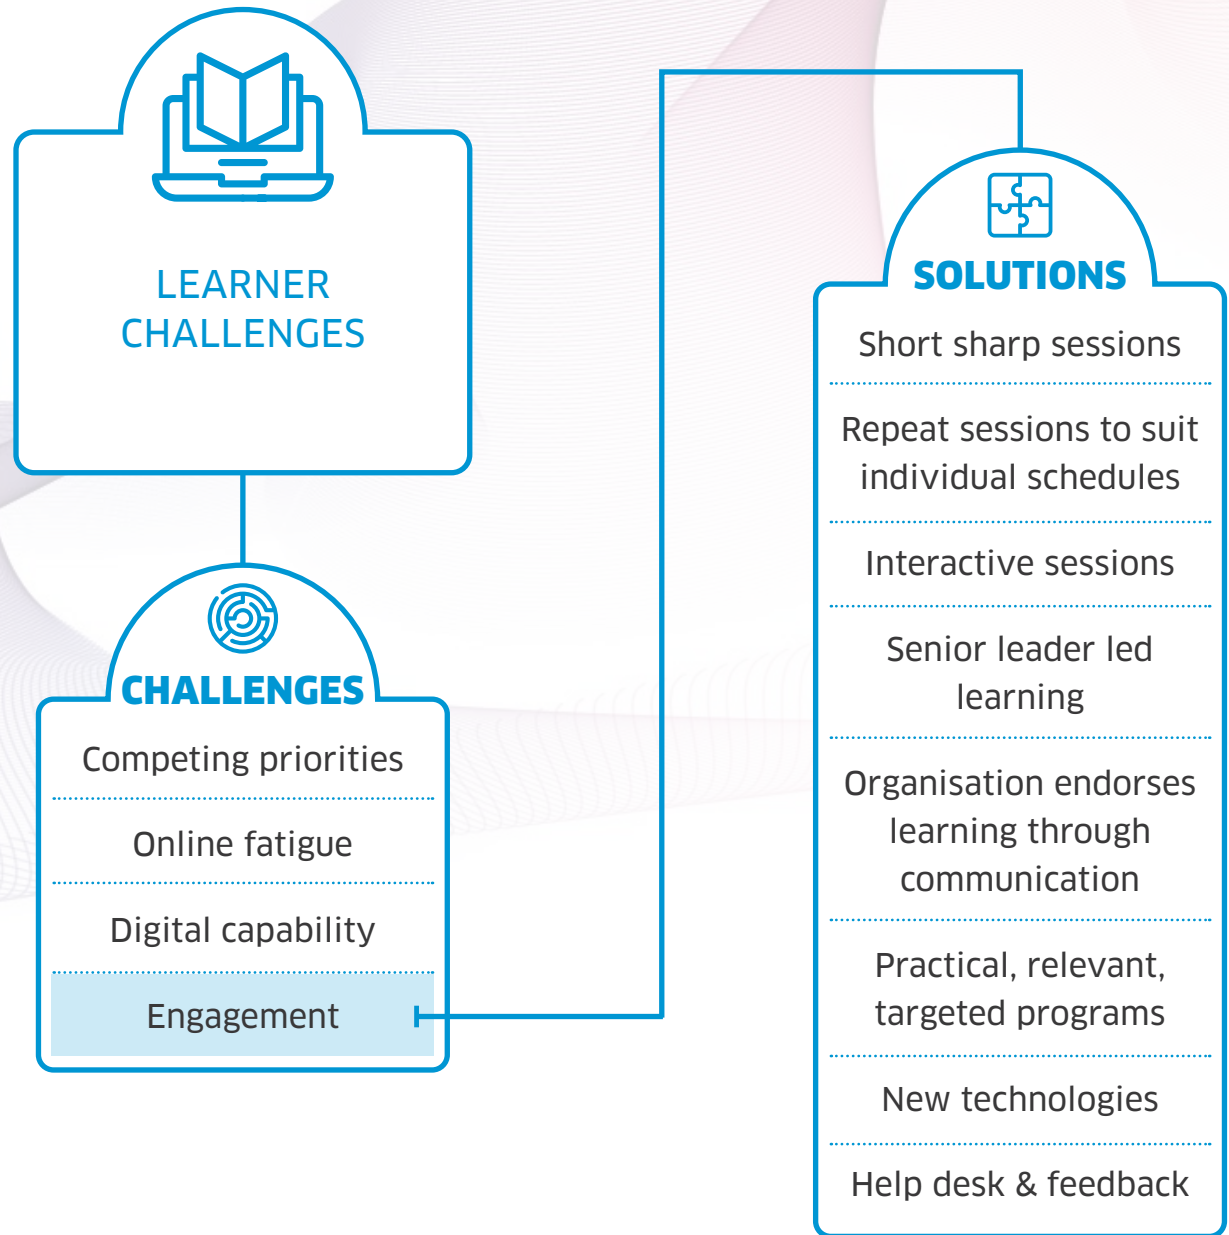 LEARNER
CHALLENGES
CHALLENGES
Competing priorities
Online fatigue
Digital capability
Engagement
SOLUTIONS
Short sharp sessions
Repeat sessions to suit
individual schedules
Interactive sessions
Senior leader led
learning
Organisation endorses
learning through
communication
Practical, relevant,
targeted programs
New technologies
Help desk & feedback